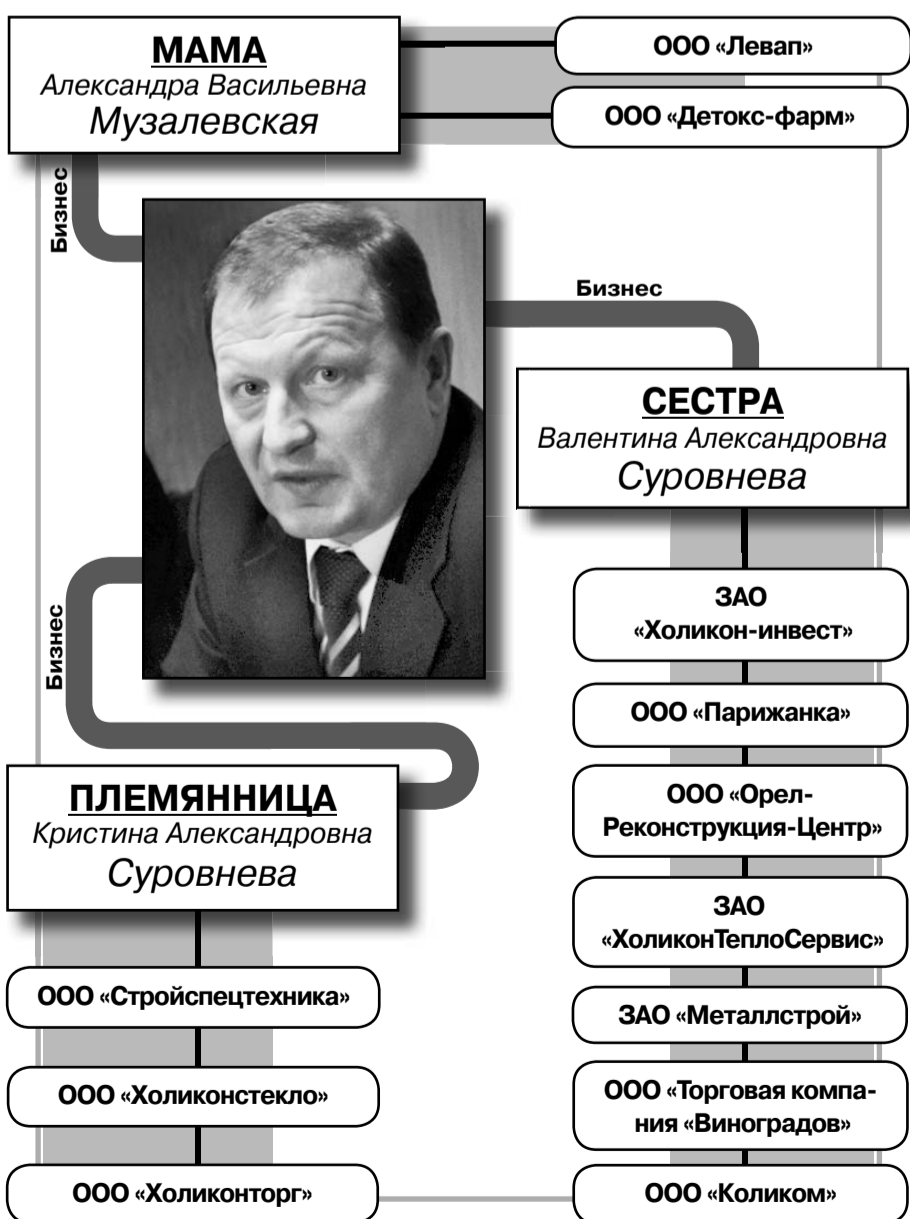 МАМА
Александра Васильевна
Музалевская
ООО «Левап»
ООО «Детокс-фарм»
Бизнес
Бизнес
СЕСТРА
Валентина Александровна
Суровнева
ЗАО
«Холикон-инвест»
ООО «Парижанка»
ООО «Орел-
Реконструкция-Центр»
ЗАО
«ХоликонТеплоСервис»
ЗАО «Металлстрой»
ООО «Торговая компа-
ния «Виноградов»
ООО «Коликом»
Бизнес
ПЛЕМЯННИЦА
Кристина Александровна
Суровнева
ООО «Стройспецтехника»
ООО «Холиконстекло»
ООО «Холиконторг»